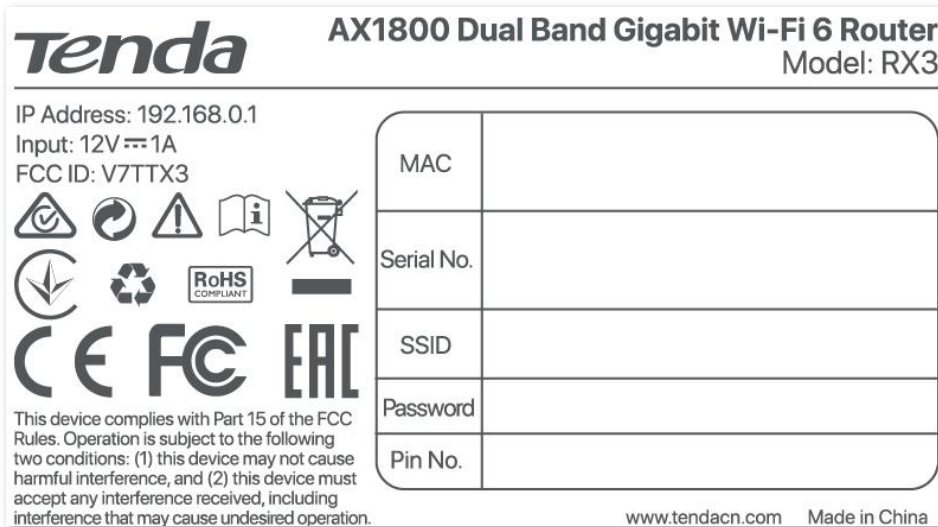 Tenda
AX1800 Dual Band Gigabit Wi-Fi 6 Router
Model: RX3
IP Address: 192.168.0.1
Input: 12V⎓1A
FCC ID: V7TTX3
RoHS
COMPLIANT
CE FC EAC
This device complies with Part 15 of the FCC
Rules. Operation is subject to the following
two conditions: (1) this device may not cause
harmful interference, and (2) this device must
accept any interference received, including
interference that may cause undesired operation.
MAC
Serial No.
SSID
Password
Pin No.
www.tendacn.com Made in China